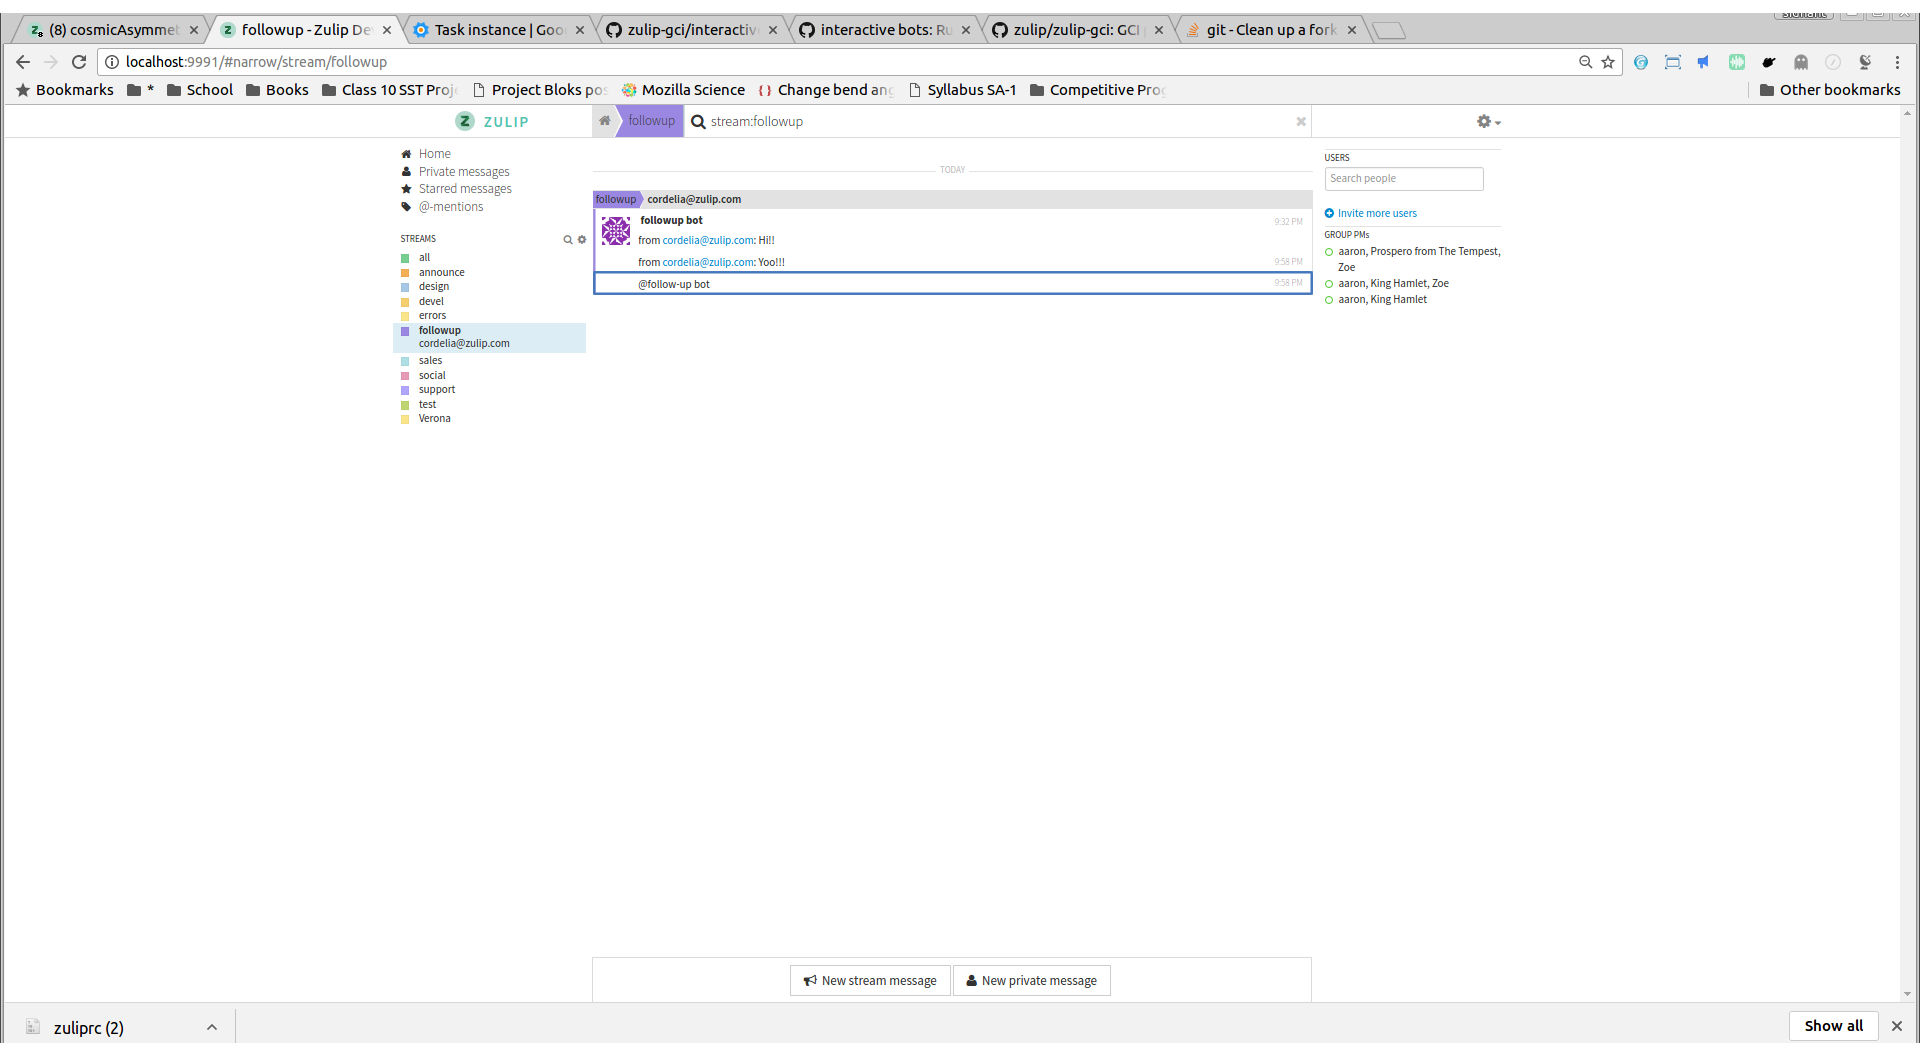 (8) cosmicAsymmet
followup - Zulip De
Task instance | Goo
zulip-gci/interactiv
interactive bots: Ru
zulip/zulip-gci: GCI
git - Clean up a fork
localhost:9991/#narrow/stream/followup
Bookmarks
*
School
Books
Class 10 SST Proj
Project Bloks pos
Mozilla Science
Change bend an
Syllabus SA-1
Competitive Pro
Other bookmarks
ZULIP
followup
stream:followup
Home
Private messages
Starred messages
@-mentions
STREAMS
all
announce
design
devel
errors
followup
cordelia@zulip.com
sales
social
support
test
Verona
TODAY
followup cordelia@zulip.com
followup bot 9:32 PM
from cordelia@zulip.com: Hi!!
from cordelia@zulip.com: Yoo!!! 9:58 PM
@follow-up bot 9:58 PM
USERS
Search people
Invite more users
GROUP PMs
aaron, Prospero from The Tempest,
Zoe
aaron, King Hamlet, Zoe
aaron, King Hamlet
New stream message
New private message
zuliprc (2)
Show all